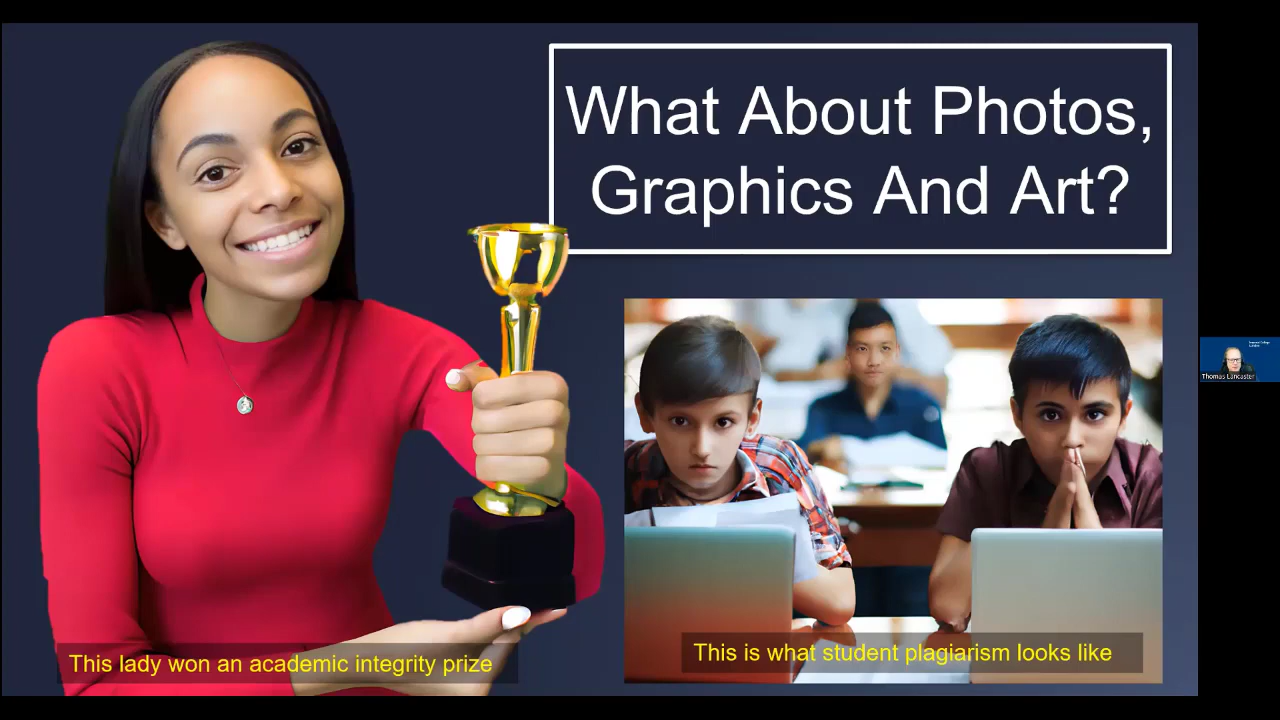 What About Photos,
Graphics And Art?
This lady won an academic integrity prize
This is what student plagiarism looks like
Thomas Lancaster